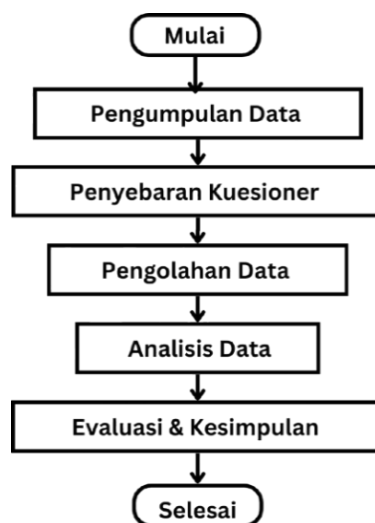 Mulai
Pengumpulan Data
Penyebaran Kuesioner
Pengolahan Data
Analisis Data
Evaluasi & Kesimpulan
Selesai